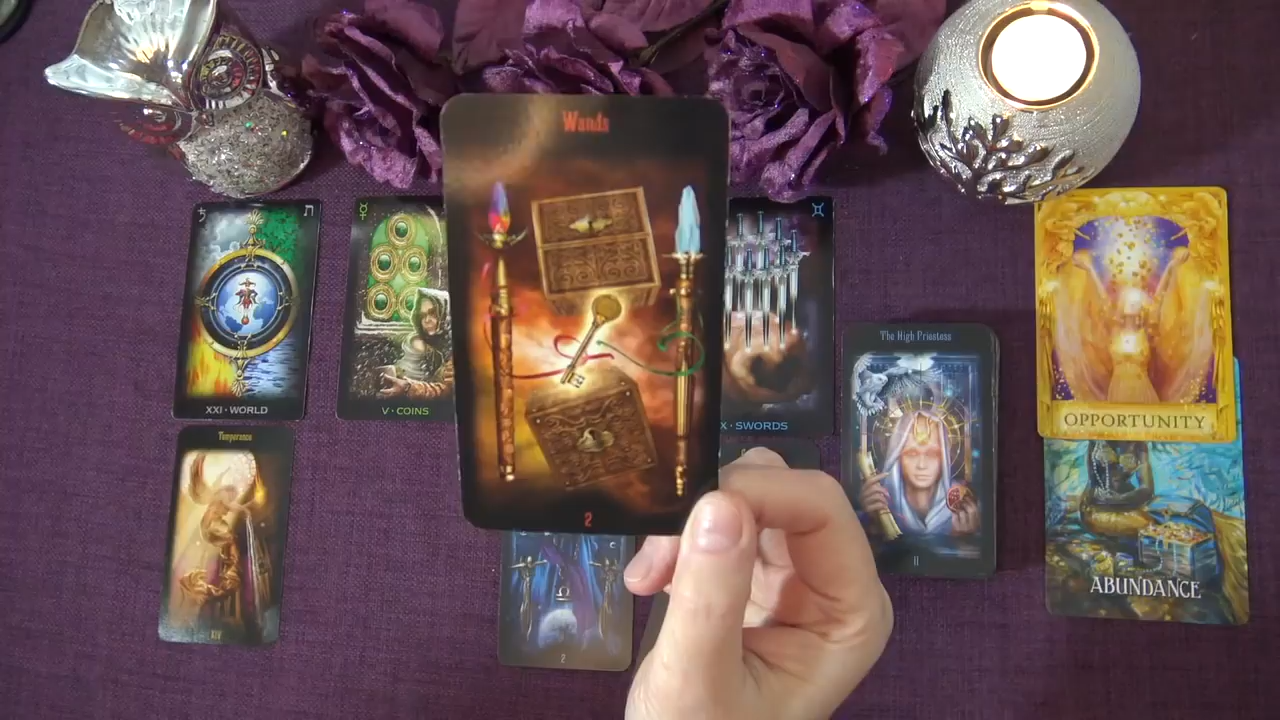 Wands
2
XXI · WORLD
V · COINS
X · SWORDS
Temperance
XIV
2
The High Priestess
II
OPPORTUNITY
ABUNDANCE